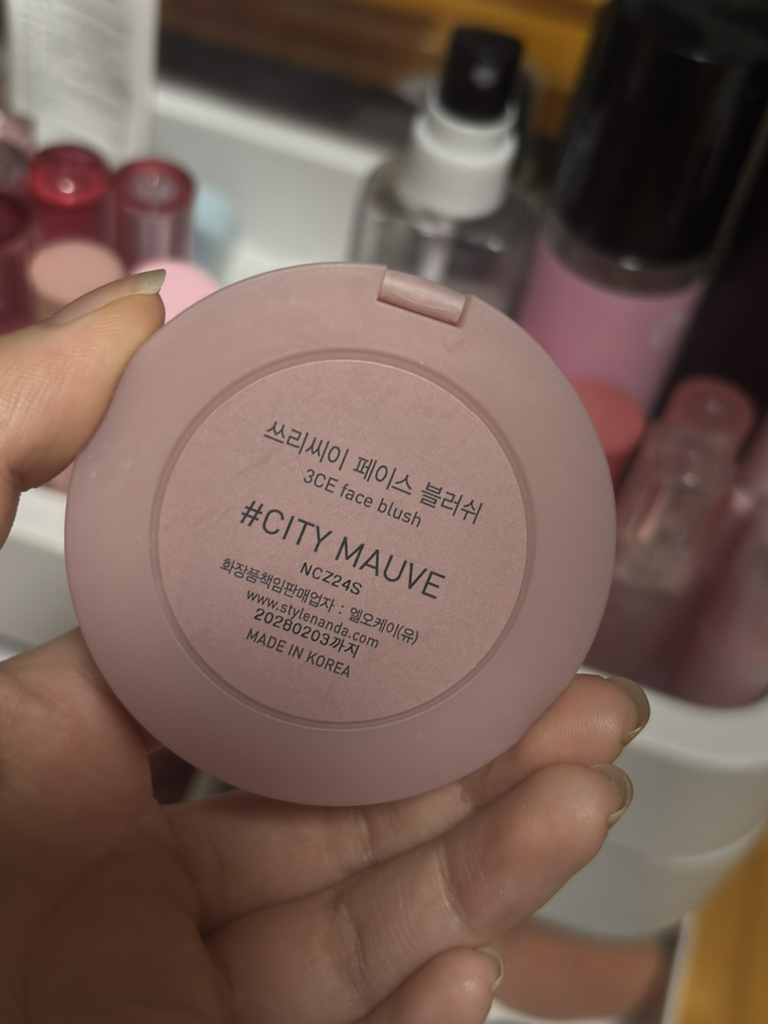 쓰리씨이 페이스 블러쉬
3CE face blush
#CITY MAUVE
NCZ24S
화장품책임판매업자 : 엘오케이(유)
www.stylenanda.com
20280203까지
MADE IN KOREA